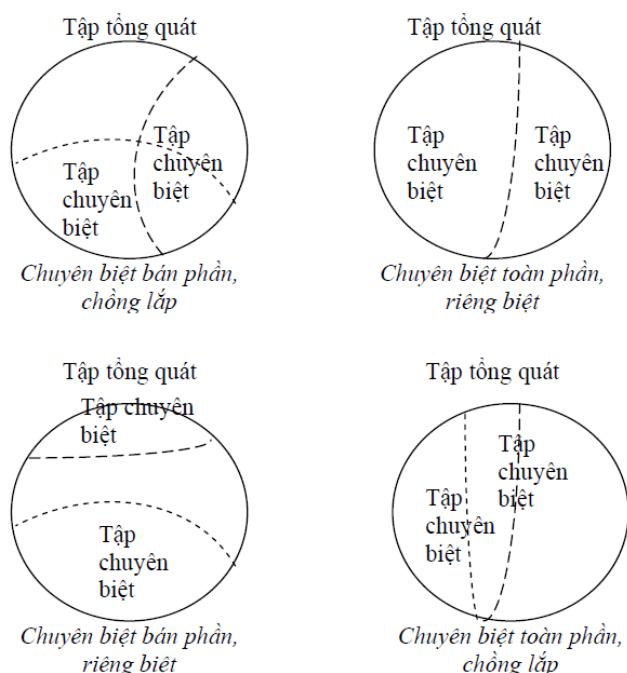 Tập tổng quát
Tập
chuyên
biệt
Tập
chuyên
biệt
Chuyên biệt bán phần,
chồng lắp
Tập tổng quát
Tập
chuyên
biệt
Tập
chuyên
biệt
Chuyên biệt toàn phần,
riêng biệt
Tập tổng quát
Tập chuyên
biệt
Tập
chuyên
biệt
Chuyên biệt bán phần,
riêng biệt
Tập tổng quát
Tập
chuyên
biệt
Tập
chuyên
biệt
Chuyên biệt toàn phần,
chồng lắp